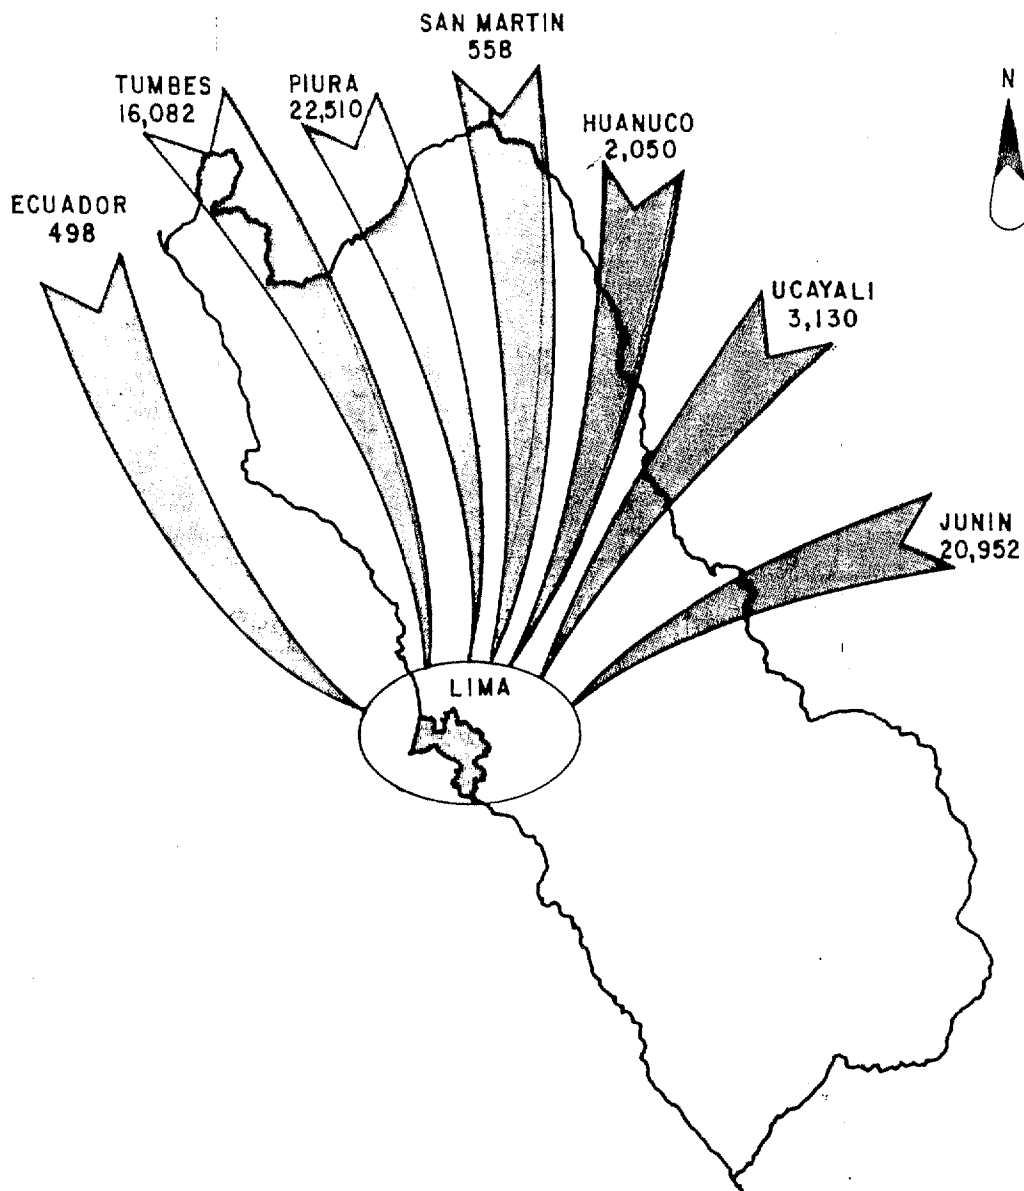 SAN MARTIN
558
TUMBES
16,082
PIURA
22,510
N
HUANUCO
2,050
ECUADOR
498
UCAYALI
3,130
JUNIN
20,952
LIMA